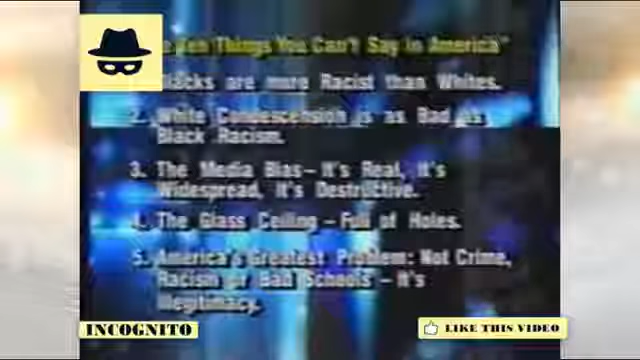 e Ten Things You Can't Say in America"
Blacks are more Racist than Whites.
2. White Condescension is as Bad as
Black Racism.
3. The Media Bias – It's Real, It's
Widespread, It's Destructive.
4. The Glass Ceiling – Full of Holes.
5. America's Greatest Problem: Not Crime,
Racism or Bad Schools – It's
Illegitimacy.
INCOGNITO
LIKE THIS VIDEO